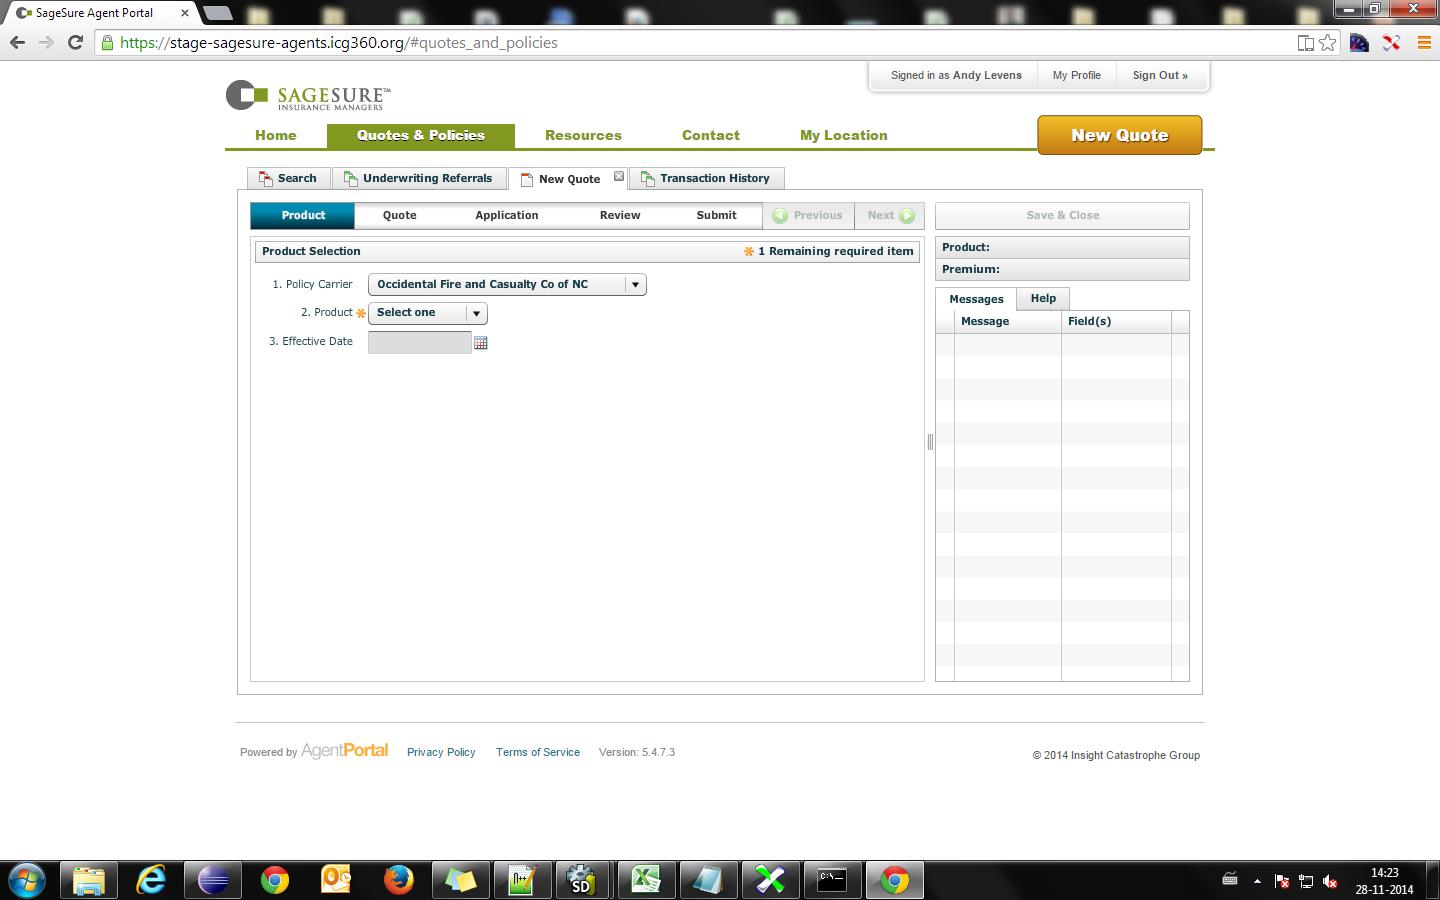 SageSure Agent Portal
https://stage-sagesure-agents.icg360.org/#quotes_and_policies
Signed in as Andy Levens
My Profile
Sign Out »
SAGESURE™
INSURANCE MANAGERS
Home
Quotes & Policies
Resources
Contact
My Location
New Quote
Search
Underwriting Referrals
New Quote
Transaction History
Product
Quote
Application
Review
Submit
Previous
Next
Save & Close
Product Selection
1 Remaining required item
1. Policy Carrier
Occidental Fire and Casualty Co of NC
2. Product
Select one
3. Effective Date
Product:
Premium:
Messages
Help
Message
Field(s)
Powered by AgentPortal
Privacy Policy
Terms of Service
Version: 5.4.7.3
© 2014 Insight Catastrophe Group
N++
SD
C:\
14:23
28-11-2014